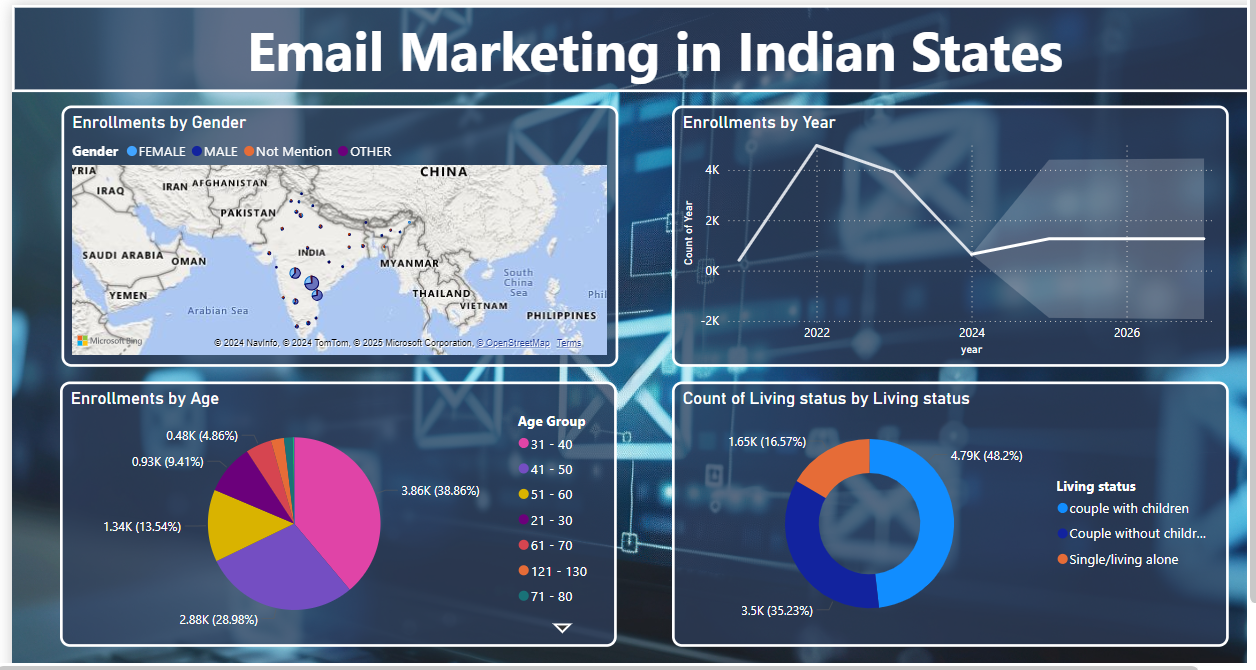 Email Marketing in Indian States
Enrollments by Gender
Gender FEMALE MALE Not Mention OTHER
CHINA
YRIA
IRAQ
IRAN
AFGHANISTAN
PAKISTAN
SAUDI ARABIA
OMAN
INDIA
MYANMAR
YEMEN
THAILAND
South
China
Sea
Phil
Arabian Sea
VIETNAM
PHILIPPINES
Microsoft Bing
© 2024 NavInfo, © 2024 TomTom, © 2025 Microsoft Corporation, © OpenStreetMap Terms
Enrollments by Year
Count of Year
4K
2K
0K
-2K
2022
2024
2026
year
Enrollments by Age
0.48K (4.86%)
0.93K (9.41%)
1.34K (13.54%)
2.88K (28.98%)
3.86K (38.86%)
Age Group
31 - 40
41 - 50
51 - 60
21 - 30
61 - 70
121 - 130
71 - 80
Count of Living status by Living status
1.65K (16.57%)
4.79K (48.2%)
3.5K (35.23%)
Living status
couple with children
Couple without childr...
Single/living alone